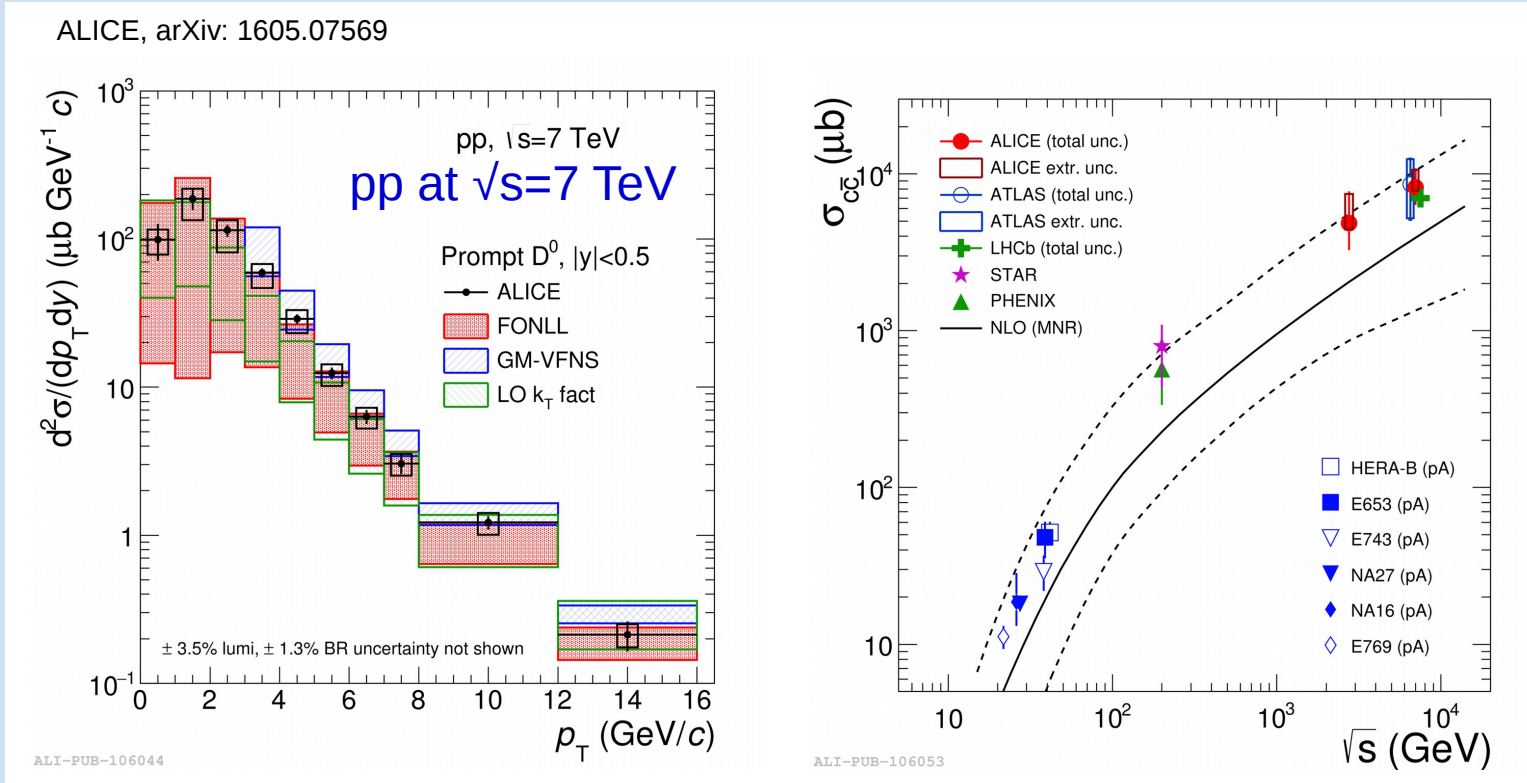 ALICE, arXiv: 1605.07569
d²σ/(dp_T dy) (μb GeV⁻¹ c)
10³
10²
10
1
10⁻¹
pp, √s=7 TeV
pp at √s=7 TeV
Prompt D⁰, |y|<0.5
ALICE
FONLL
GM-VFNS
LO k_T fact
± 3.5% lumi, ± 1.3% BR uncertainty not shown
0 2 4 6 8 10 12 14 16
p_T (GeV/c)
ALI-PUB-106044
σ_cc̄ (μb)
10⁴
10³
10²
10
ALICE (total unc.)
ALICE extr. unc.
ATLAS (total unc.)
ATLAS extr. unc.
LHCb (total unc.)
STAR
PHENIX
NLO (MNR)
HERA-B (pA)
E653 (pA)
E743 (pA)
NA27 (pA)
NA16 (pA)
E769 (pA)
10 10² 10³ 10⁴
√s (GeV)
ALI-PUB-106053